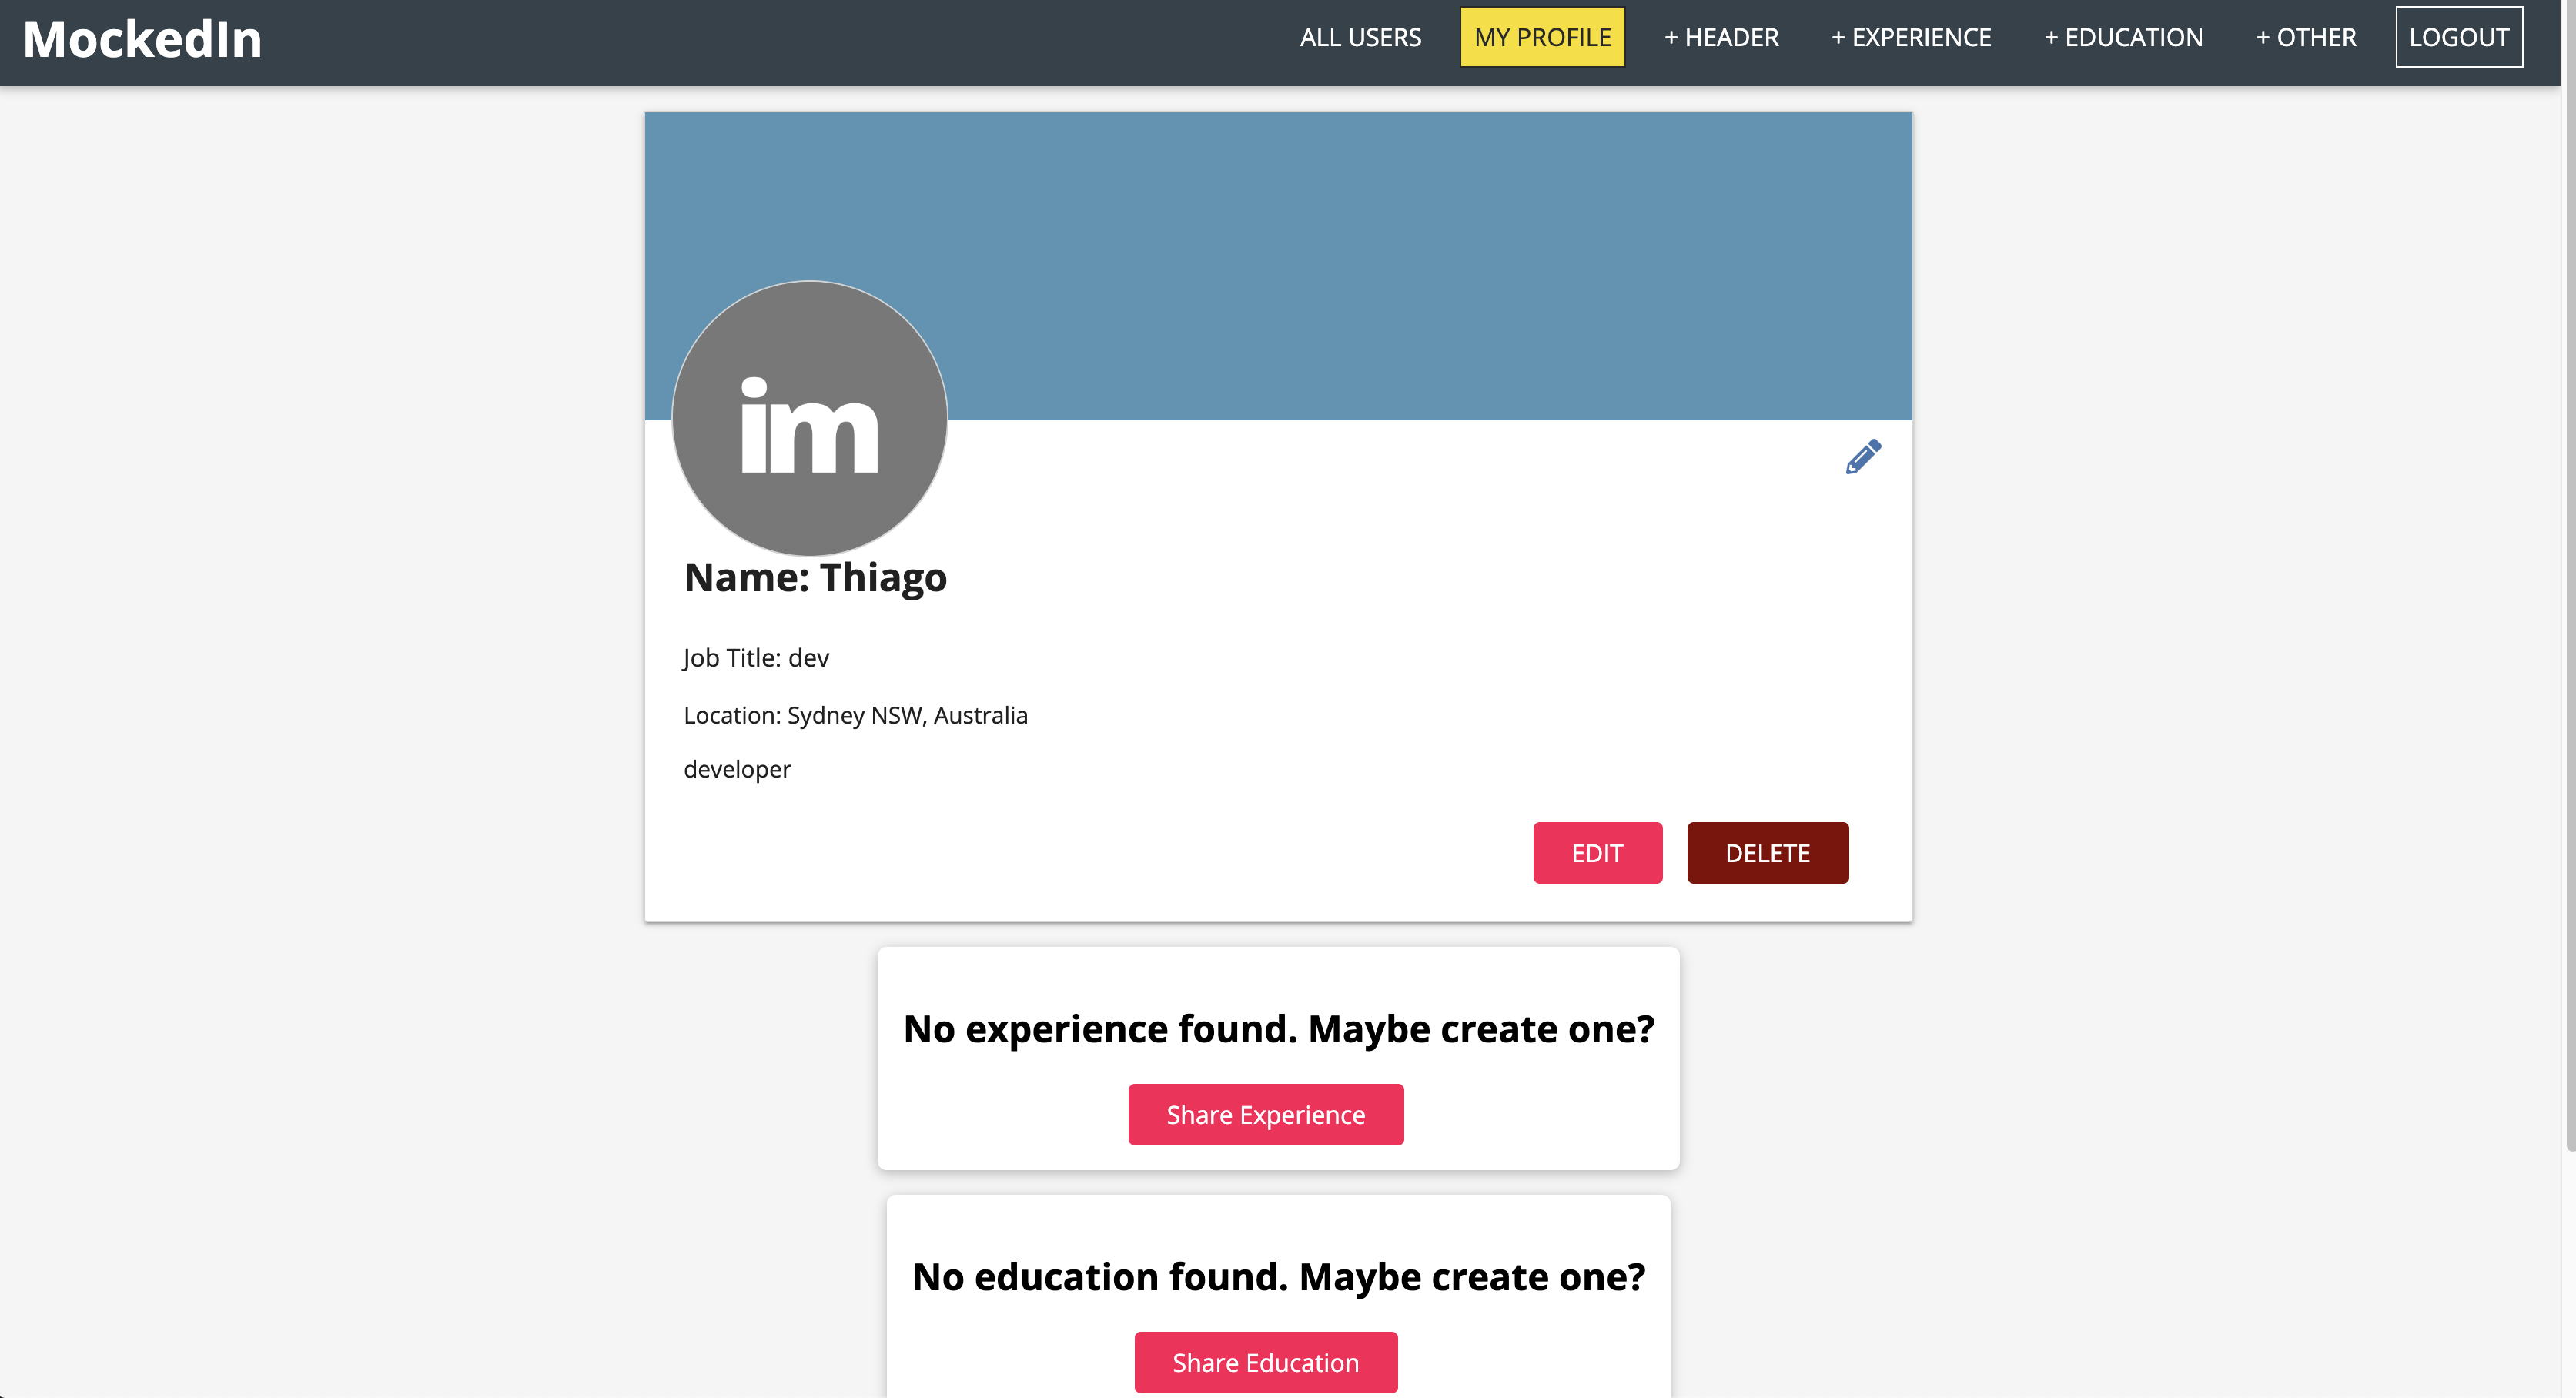 MockedIn
ALL USERS MY PROFILE + HEADER + EXPERIENCE + EDUCATION + OTHER LOGOUT
im
Name: Thiago
Job Title: dev
Location: Sydney NSW, Australia
developer
EDIT DELETE
No experience found. Maybe create one?
Share Experience
No education found. Maybe create one?
Share Education